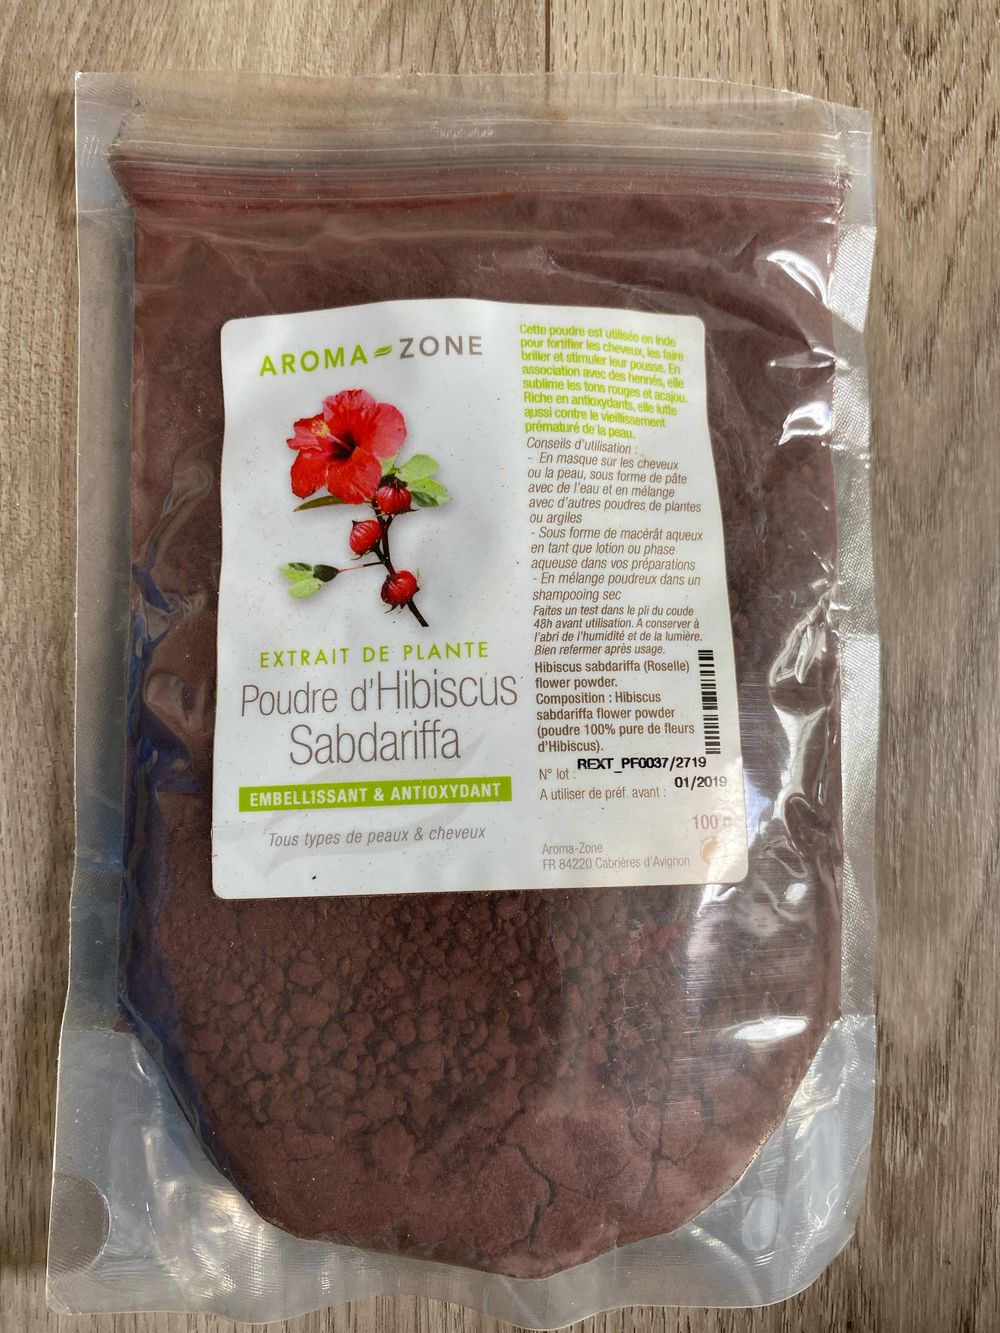 AROMA-ZONE
EXTRAIT DE PLANTE
Poudre d'Hibiscus
Sabdariffa
EMBELLISSANT & ANTIOXYDANT
Tous types de peaux & cheveux
Cette poudre est utilisée en Inde
pour fortifier les cheveux, les faire
briller et stimuler leur pousse. En
association avec des hennés, elle
sublime les tons rouges et acajou.
Riche en antioxydants, elle lutte
aussi contre le vieillissement
prématuré de la peau.
Conseils d'utilisation :
- En masque sur les cheveux
ou la peau, sous forme de pâte
avec de l'eau et en mélange
avec d'autres poudres de plantes
ou argiles
- Sous forme de macérât aqueux
en tant que lotion ou phase
aqueuse dans vos préparations
- En mélange poudreux dans un
shampooing sec
Faites un test dans le pli du coude
48h avant utilisation. A conserver à
l'abri de l'humidité et de la lumière.
Bien refermer après usage.
Hibiscus sabdariffa (Roselle)
flower powder.
Composition : Hibiscus
sabdariffa flower powder
(poudre 100% pure de fleurs
d'Hibiscus).
N° lot : REXT_PF0037/2719
A utiliser de préf. avant : 01/2019
100 g
Aroma-Zone
FR 84220 Cabrières d'Avignon